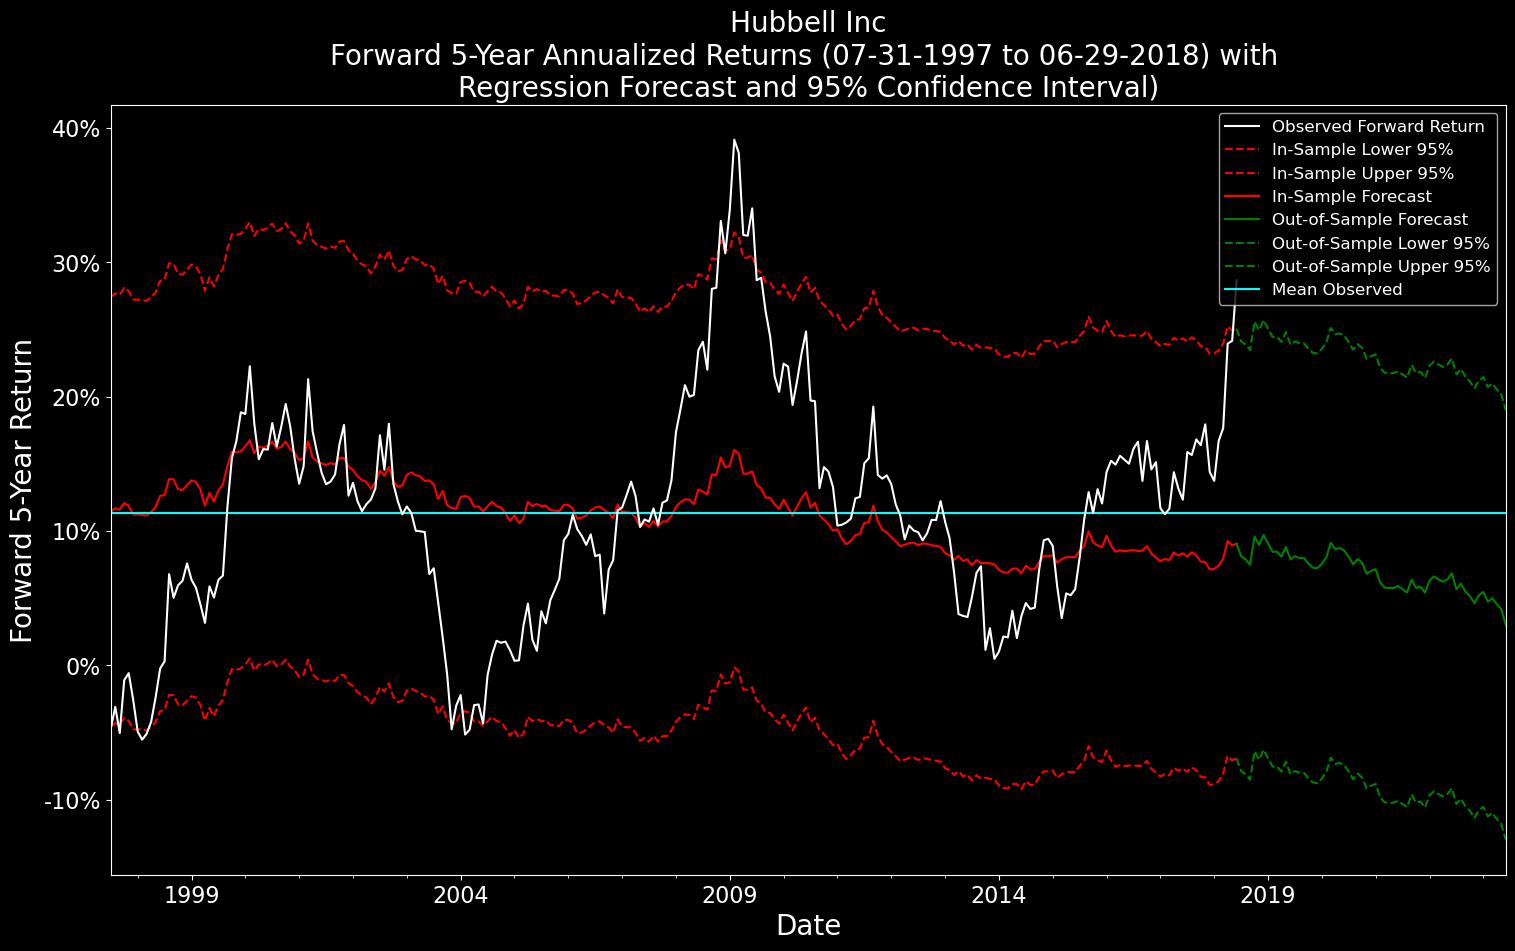 Hubbell Inc
Forward 5-Year Annualized Returns (07-31-1997 to 06-29-2018) with
Regression Forecast and 95% Confidence Interval)
Observed Forward Return
In-Sample Lower 95%
In-Sample Upper 95%
In-Sample Forecast
Out-of-Sample Forecast
Out-of-Sample Lower 95%
Out-of-Sample Upper 95%
Mean Observed
Forward 5-Year Return
40%
30%
20%
10%
0%
-10%
1999
2004
2009
2014
2019
Date